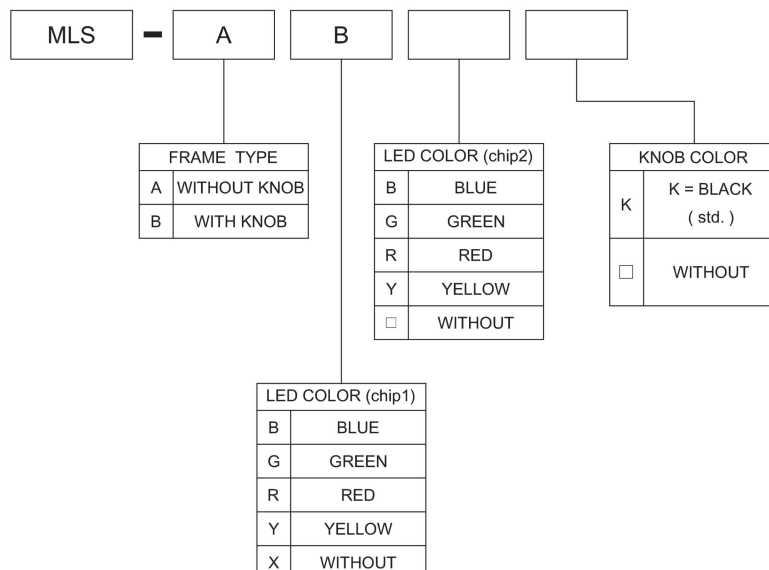 MLS - A B
FRAME TYPE
A WITHOUT KNOB
B WITH KNOB
LED COLOR (chip2)
B BLUE
G GREEN
R RED
Y YELLOW
□ WITHOUT
KNOB COLOR
K K = BLACK
( std. )
□ WITHOUT
LED COLOR (chip1)
B BLUE
G GREEN
R RED
Y YELLOW
X WITHOUT